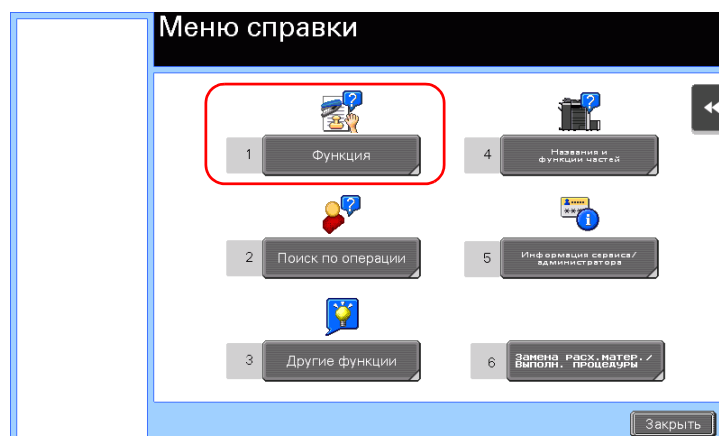 Меню справки
1 Функция
4 Названия и
функции частей
2 Поиск по операции
5 Информация сервиса/
администратора
3 Другие функции
6 Замена расх.матер./
Выполн. процедуры
Закрыть